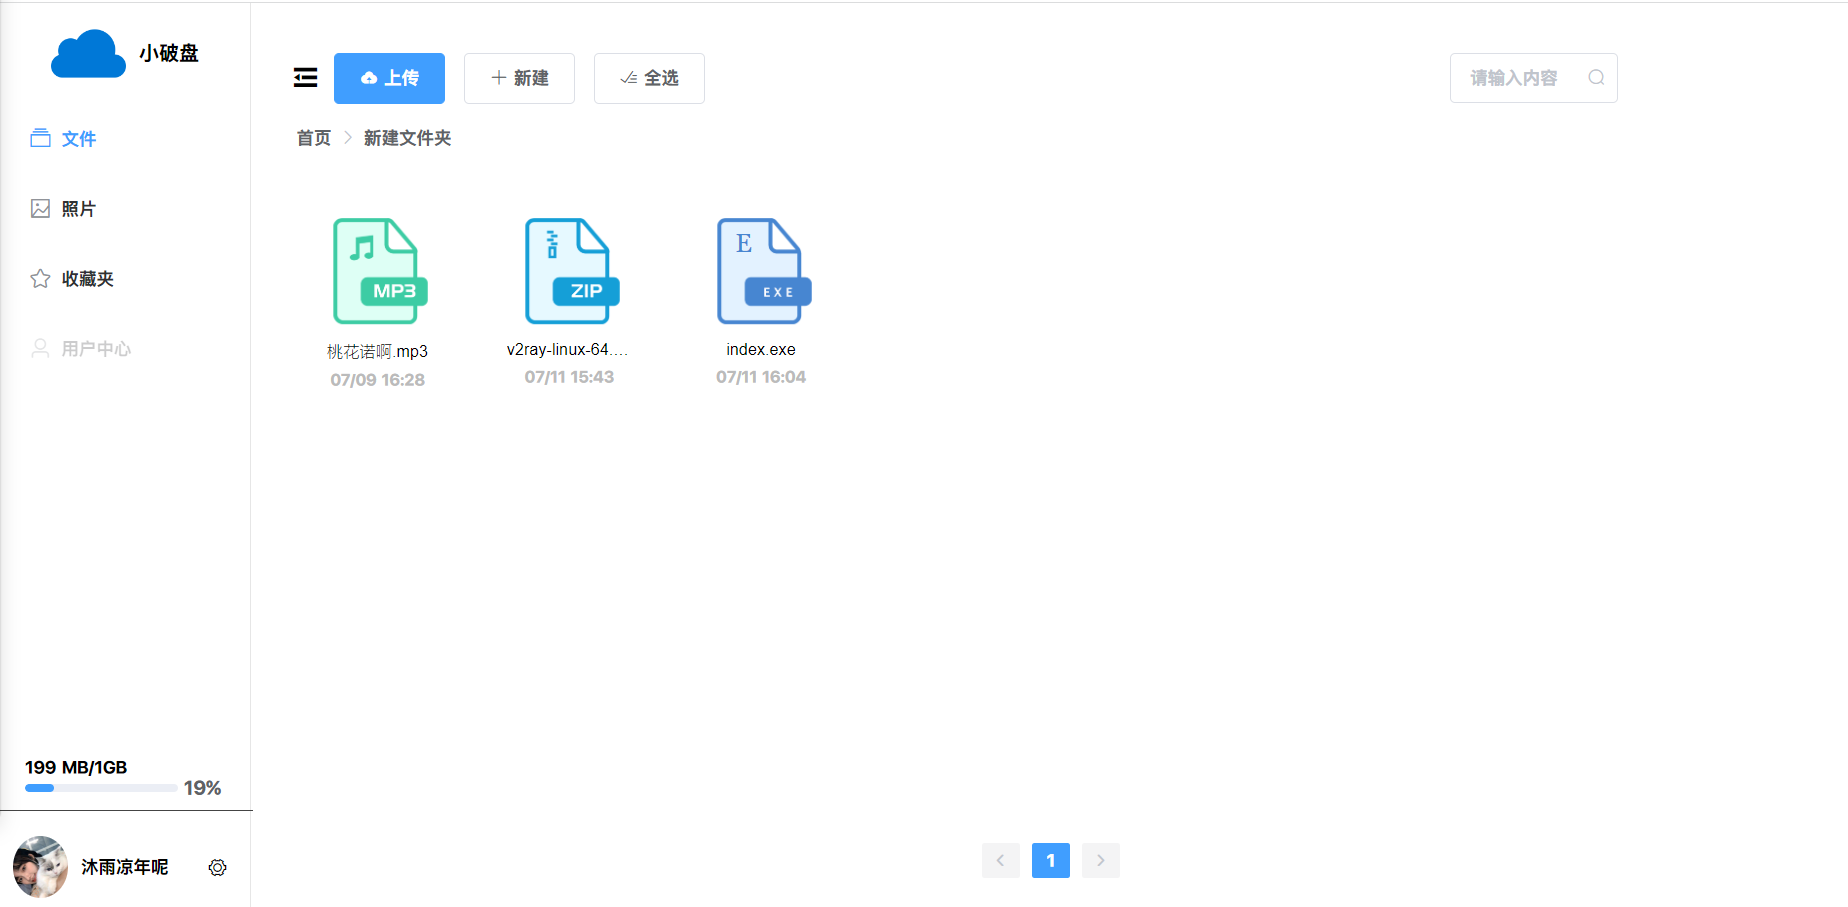 小破盘
文件
照片
收藏夹
用户中心
199 MB/1GB
19%
沐雨凉年呢
上传
新建
全选
请输入内容
首页
新建文件夹
MP3
桃花诺啊.mp3
07/09 16:28
ZIP
v2ray-linux-64....
07/11 15:43
E
EXE
index.exe
07/11 16:04
1